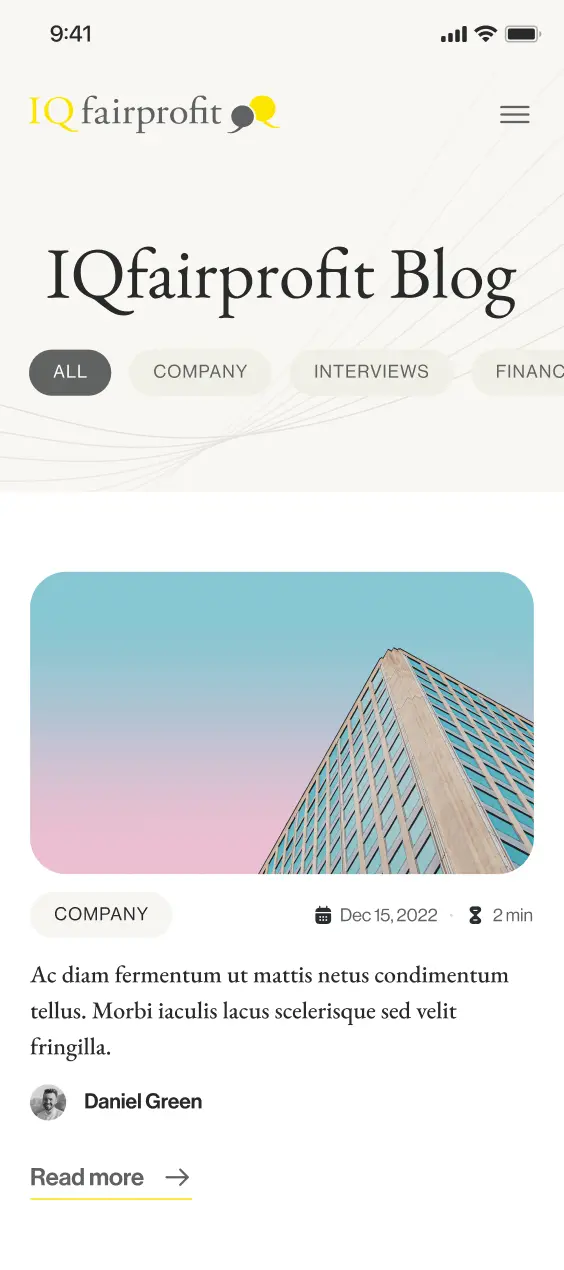 9:41
IQ fairprofit
IQfairprofit Blog
ALL COMPANY INTERVIEWS FINANC
COMPANY Dec 15, 2022 · 2 min
Ac diam fermentum ut mattis netus condimentum
tellus. Morbi iaculis lacus scelerisque sed velit
fringilla.
Daniel Green
Read more →